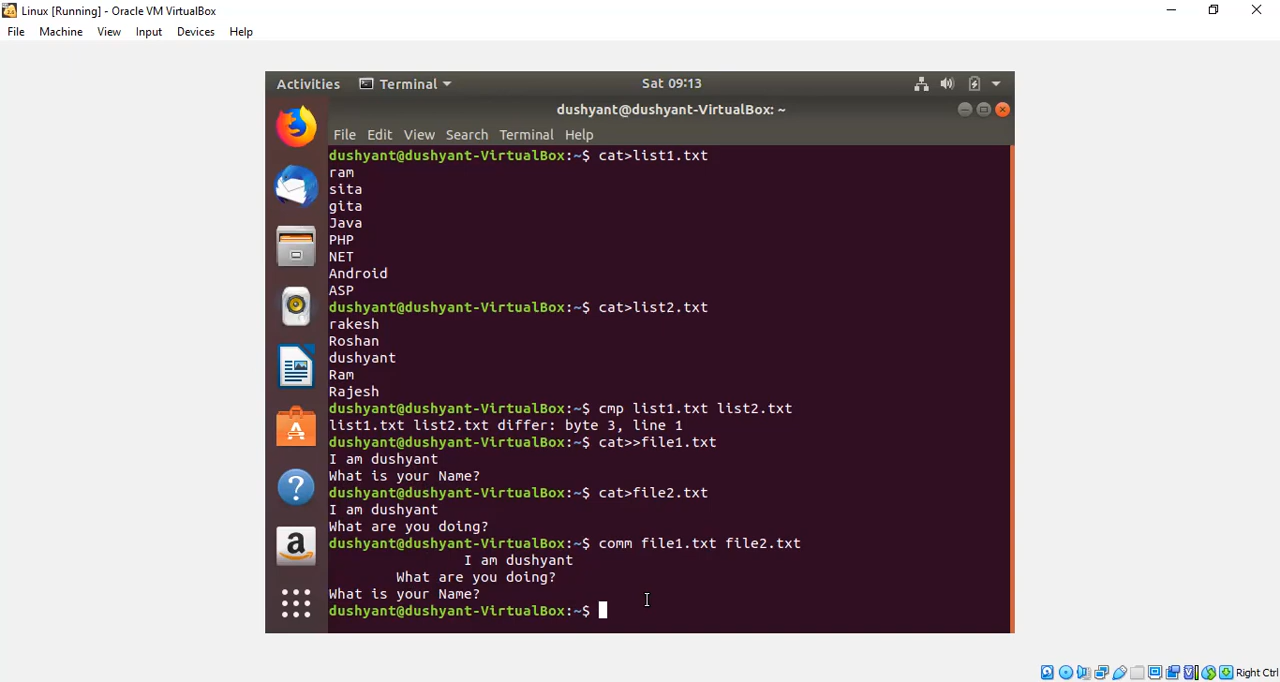 Linux [Running] - Oracle VM VirtualBox
File Machine View Input Devices Help
Activities Terminal Sat 09:13
dushyant@dushyant-VirtualBox: ~
File Edit View Search Terminal Help
dushyant@dushyant-VirtualBox:~$ cat>list1.txt
ram
sita
gita
Java
PHP
NET
Android
ASP
dushyant@dushyant-VirtualBox:~$ cat>list2.txt
rakesh
Roshan
dushyant
Ram
Rajesh
dushyant@dushyant-VirtualBox:~$ cmp list1.txt list2.txt
list1.txt list2.txt differ: byte 3, line 1
dushyant@dushyant-VirtualBox:~$ cat>>file1.txt
I am dushyant
What is your Name?
dushyant@dushyant-VirtualBox:~$ cat>file2.txt
I am dushyant
What are you doing?
dushyant@dushyant-VirtualBox:~$ comm file1.txt file2.txt
I am dushyant
What are you doing?
What is your Name?
dushyant@dushyant-VirtualBox:~$
Right Ctrl